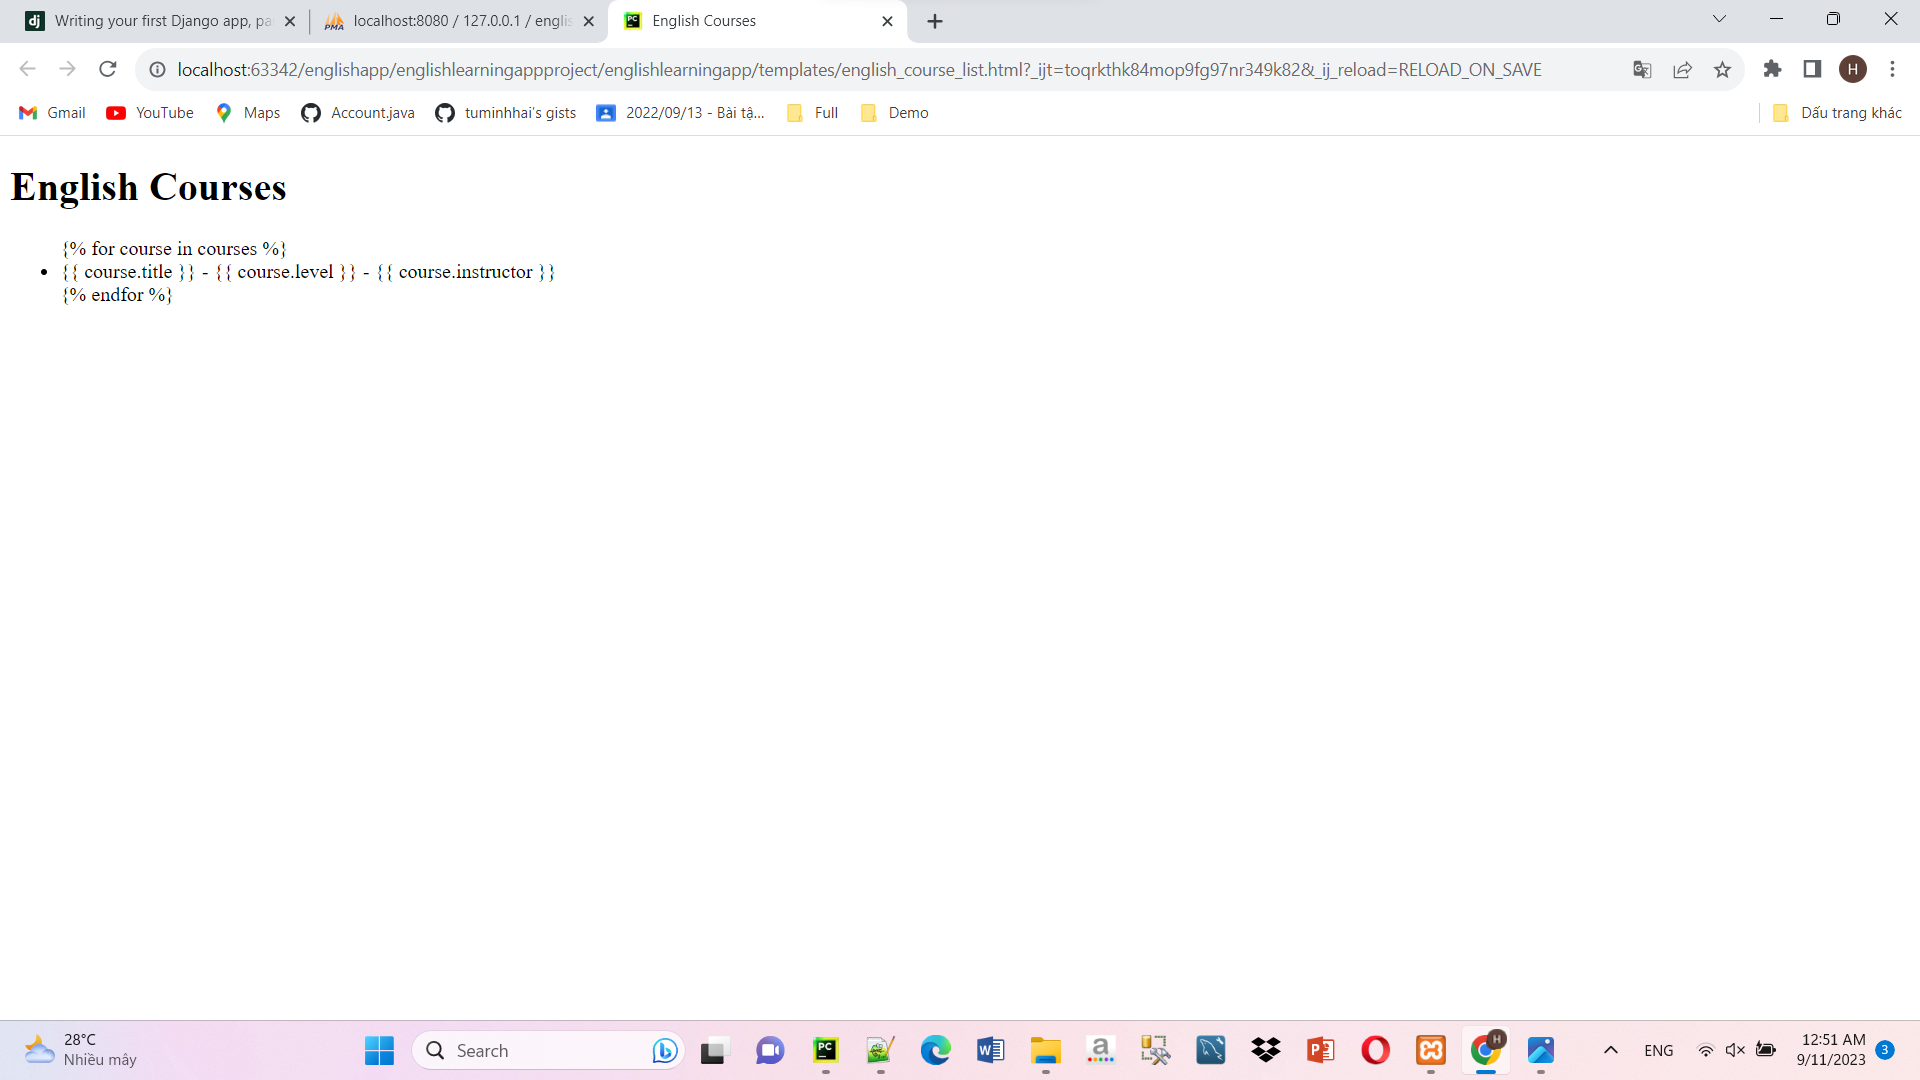 Writing your first Django app, pa
localhost:8080 / 127.0.0.1 / englis
English Courses
localhost:63342/englishapp/englishlearningappproject/englishlearningapp/templates/english_course_list.html?_ijt=toqrkthk84mop9fg97nr349k82&_ij_reload=RELOAD_ON_SAVE
H
Gmail
YouTube
Maps
Account.java
tuminhhai's gists
2022/09/13 - Bài tậ...
Full
Demo
Dấu trang khác
English Courses
{% for course in courses %}
{{ course.title }} - {{ course.level }} - {{ course.instructor }}
{% endfor %}
28°C
Nhiều mây
Search
ENG
12:51 AM
9/11/2023
3